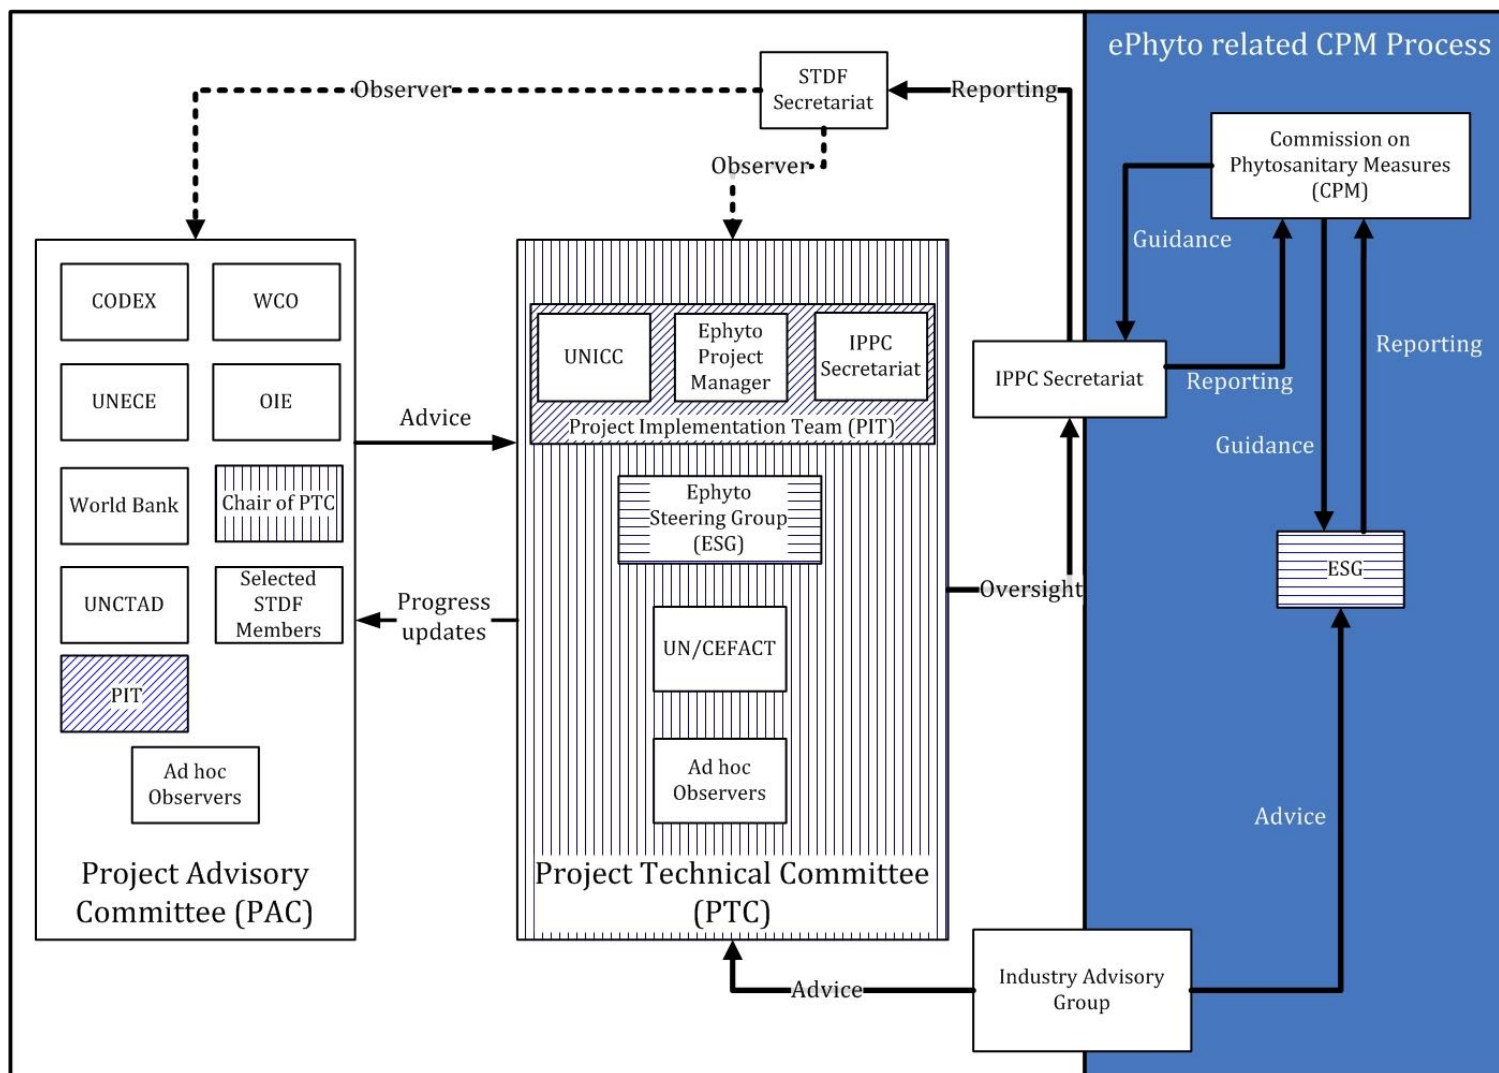 ePhyto related CPM Process
STDF
Secretariat
Observer
Reporting
Observer
Commission on
Phytosanitary Measures
(CPM)
Guidance
Reporting
Reporting
Guidance
IPPC Secretariat
ESG
Advice
Oversight
CODEX
WCO
UNECE
OIE
World Bank
Chair of PTC
UNCTAD
Selected
STDF
Members
PIT
Ad hoc
Observers
Project Advisory
Committee (PAC)
Advice
Progress
updates
UNICC
Ephyto
Project
Manager
IPPC
Secretariat
Project Implementation Team (PIT)
Ephyto
Steering Group
(ESG)
UN/CEFACT
Ad hoc
Observers
Project Technical Committee
(PTC)
Advice
Industry Advisory
Group